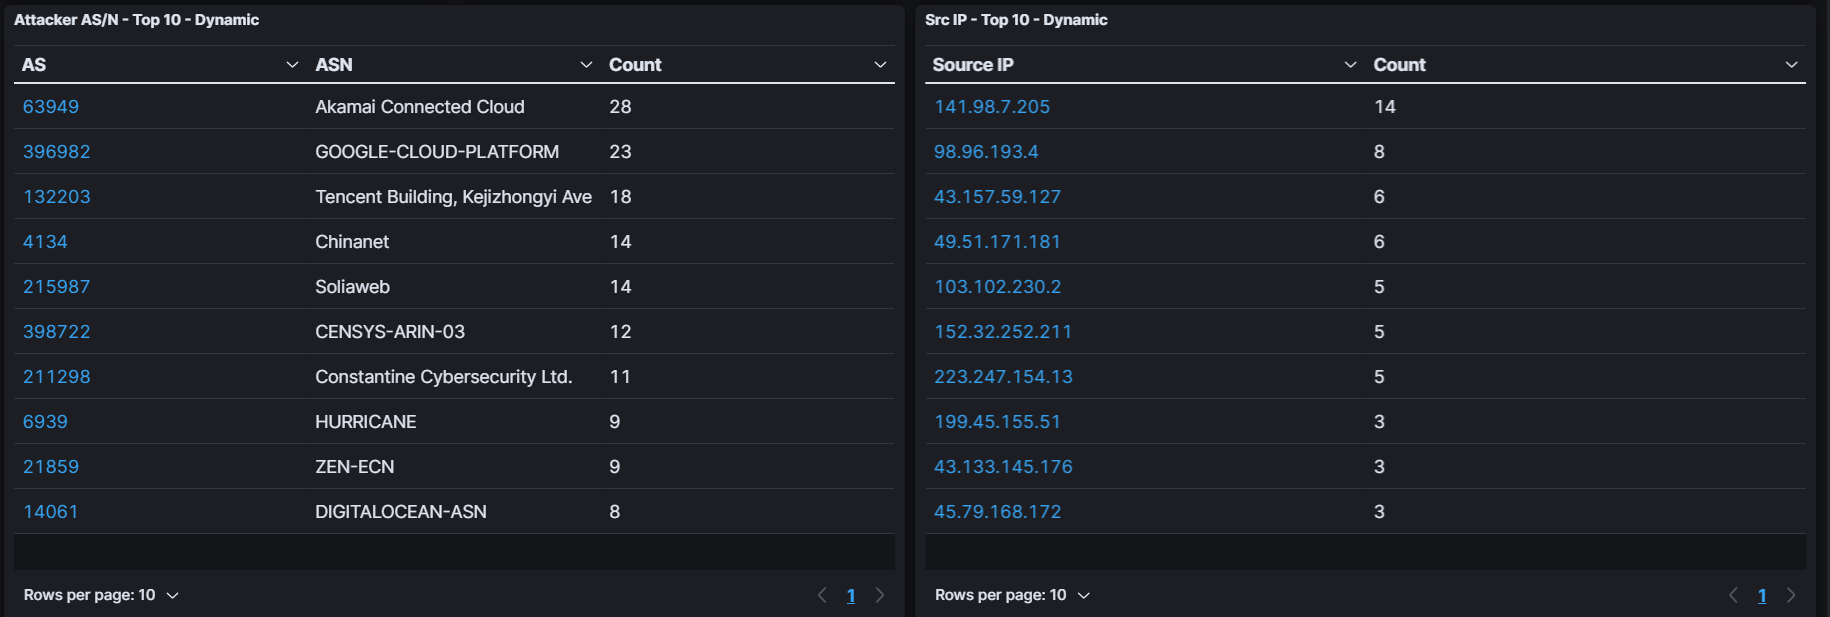 Attacker AS/N - Top 10 - Dynamic
AS ASN Count
63949 Akamai Connected Cloud 28
396982 GOOGLE-CLOUD-PLATFORM 23
132203 Tencent Building, Kejizhongyi Ave 18
4134 Chinanet 14
215987 Soliaweb 14
398722 CENSYS-ARIN-03 12
211298 Constantine Cybersecurity Ltd. 11
6939 HURRICANE 9
21859 ZEN-ECN 9
14061 DIGITALOCEAN-ASN 8
Rows per page: 10 1
Src IP - Top 10 - Dynamic
Source IP Count
141.98.7.205 14
98.96.193.4 8
43.157.59.127 6
49.51.171.181 6
103.102.230.2 5
152.32.252.211 5
223.247.154.13 5
199.45.155.51 3
43.133.145.176 3
45.79.168.172 3
Rows per page: 10 1